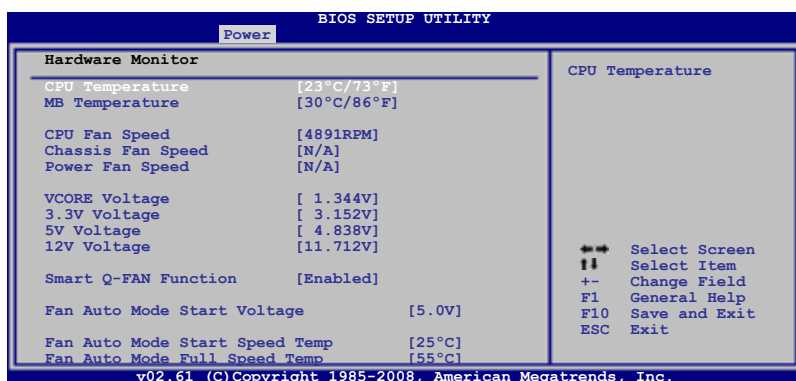 BIOS SETUP UTILITY
Power
Hardware Monitor
CPU Temperature [23°C/73°F]
MB Temperature [30°C/86°F]
CPU Fan Speed [4891RPM]
Chassis Fan Speed [N/A]
Power Fan Speed [N/A]
VCORE Voltage [ 1.344V]
3.3V Voltage [ 3.152V]
5V Voltage [ 4.838V]
12V Voltage [11.712V]
Smart Q-FAN Function [Enabled]
Fan Auto Mode Start Voltage [5.0V]
Fan Auto Mode Start Speed Temp [25°C]
Fan Auto Mode Full Speed Temp [55°C]
CPU Temperature
Select Screen
Select Item
+- Change Field
F1 General Help
F10 Save and Exit
ESC Exit
v02.61 (C)Copyright 1985-2008, American Megatrends, Inc.